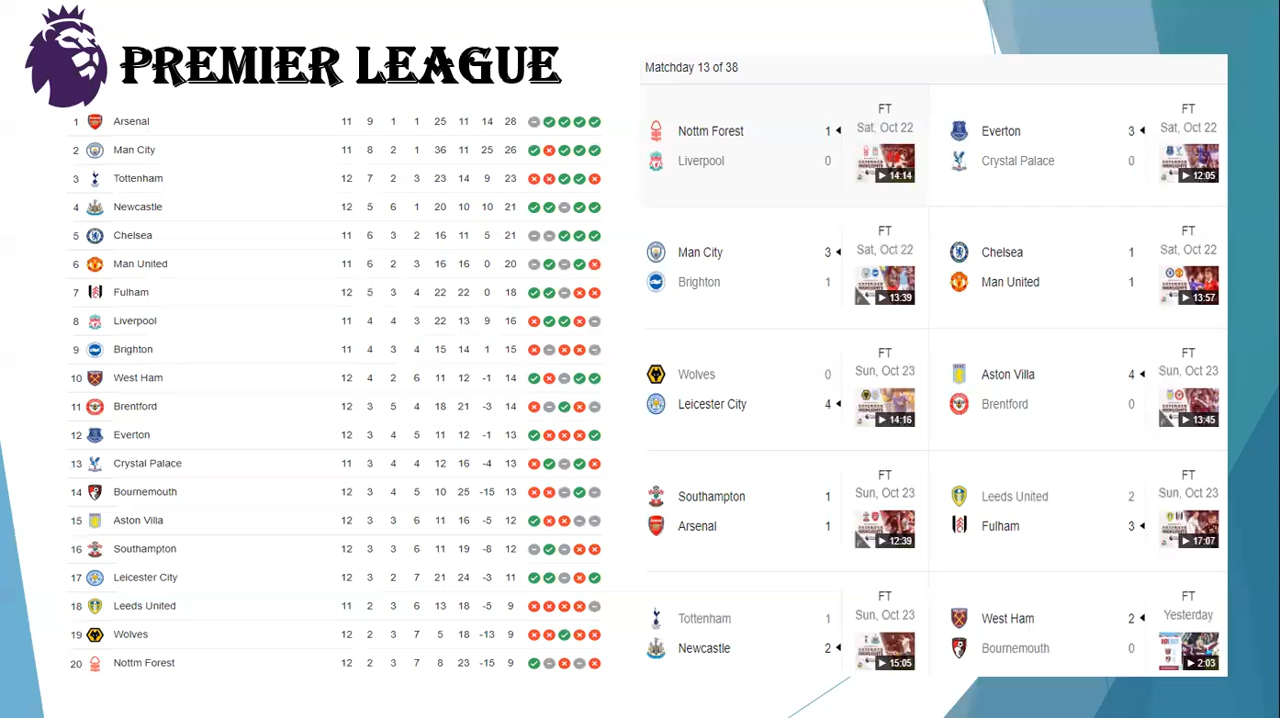 PREMIER LEAGUE
1 Arsenal 11 9 1 1 25 11 14 28
2 Man City 11 8 2 1 36 11 25 26
3 Tottenham 12 7 2 3 23 14 9 23
4 Newcastle 12 5 6 1 20 10 10 21
5 Chelsea 11 6 3 2 16 11 5 21
6 Man United 11 6 2 3 16 16 0 20
7 Fulham 12 5 3 4 22 22 0 18
8 Liverpool 11 4 4 3 22 13 9 16
9 Brighton 11 4 3 4 15 14 1 15
10 West Ham 12 4 2 6 11 12 -1 14
11 Brentford 12 3 5 4 18 21 -3 14
12 Everton 12 3 4 5 11 12 -1 13
13 Crystal Palace 11 3 4 4 12 16 -4 13
14 Bournemouth 12 3 4 5 10 25 -15 13
15 Aston Villa 12 3 3 6 11 16 -5 12
16 Southampton 12 3 3 6 11 19 -8 12
17 Leicester City 12 3 2 7 21 24 -3 11
18 Leeds United 11 2 3 6 13 18 -5 9
19 Wolves 12 2 3 7 5 18 -13 9
20 Nottm Forest 12 2 3 7 8 23 -15 9
Matchday 13 of 38
FT
Sat, Oct 22
Nottm Forest 1
Liverpool 0
14:14
FT
Sat, Oct 22
Everton 3
Crystal Palace 0
12:05
FT
Sat, Oct 22
Man City 3
Brighton 1
13:39
FT
Sat, Oct 22
Chelsea 1
Man United 1
13:57
FT
Sun, Oct 23
Wolves 0
Leicester City 4
14:16
FT
Sun, Oct 23
Aston Villa 4
Brentford 0
13:45
FT
Sun, Oct 23
Southampton 1
Arsenal 1
12:39
FT
Sun, Oct 23
Leeds United 2
Fulham 3
17:07
FT
Sun, Oct 23
Tottenham 1
Newcastle 2
15:05
FT
Yesterday
West Ham 2
Bournemouth 0
2:03